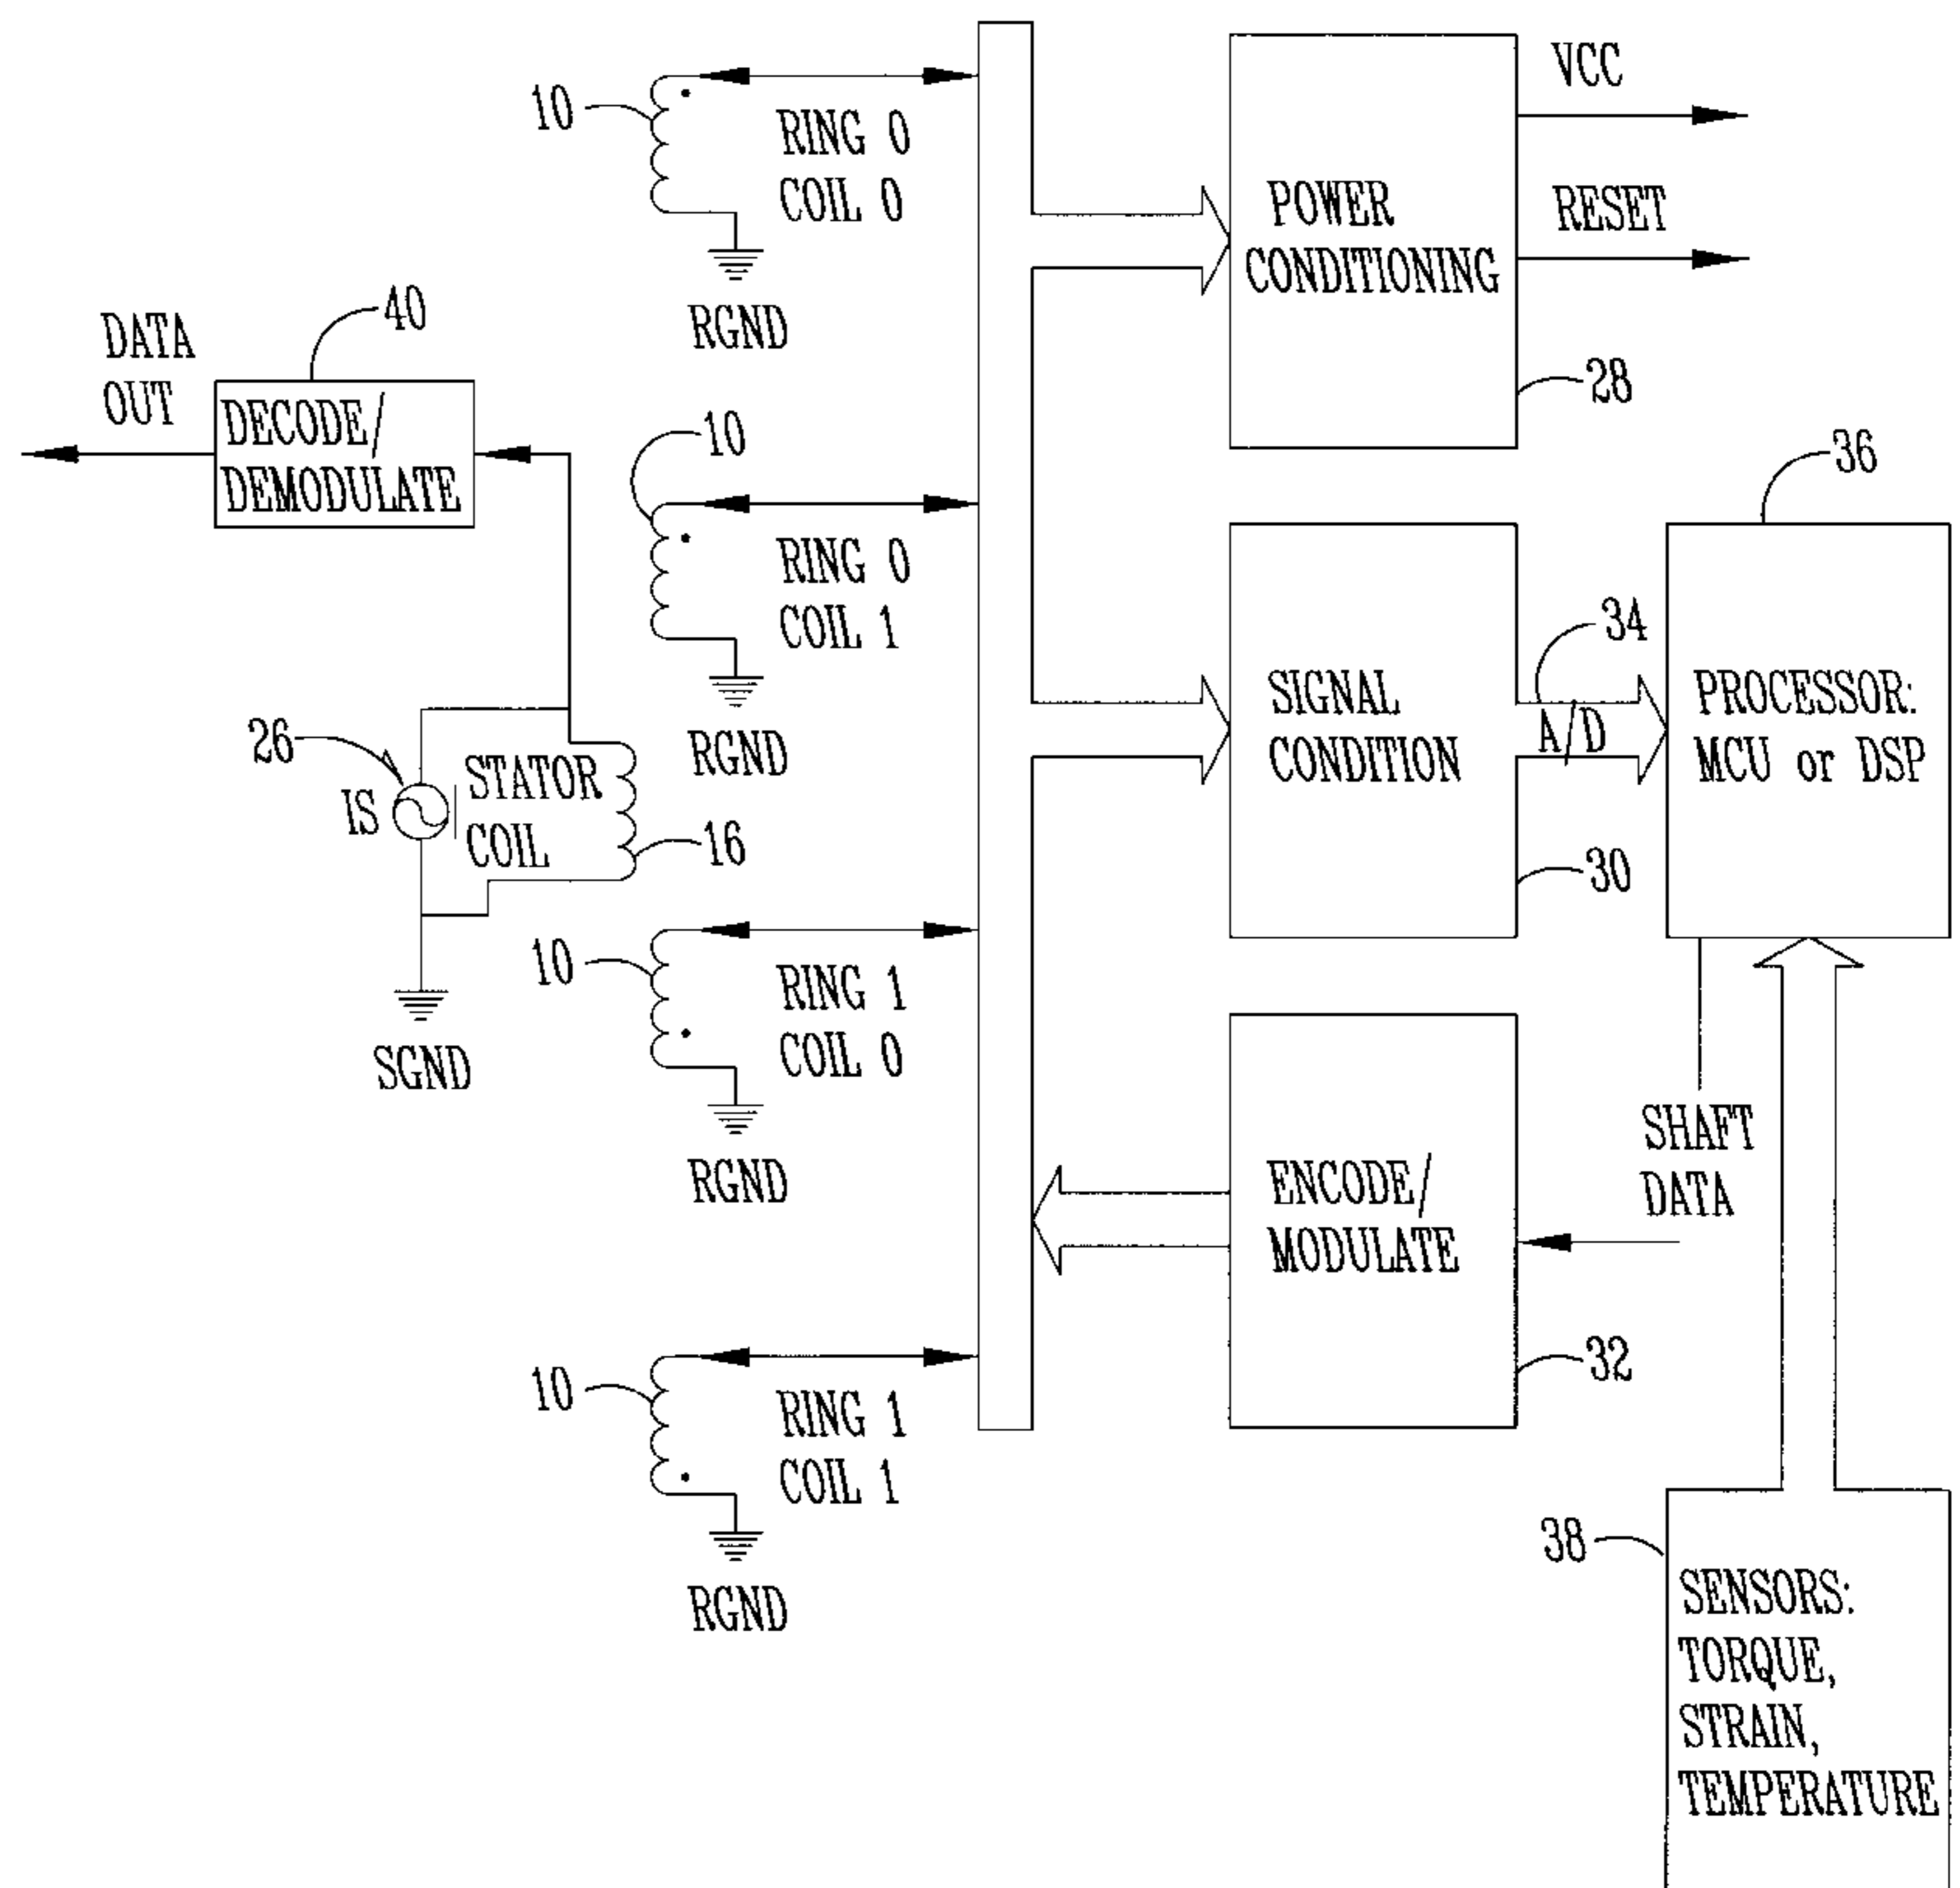 10
RING 0
COIL 0
RGND
VCC
RESET
POWER
CONDITIONING
28
DATA
OUT
40
DECODE/
DEMODULATE
10
RING 0
COIL 1
RGND
36
PROCESSOR:
MCU or DSP
34
A/D
SIGNAL
CONDITION
30
26
IS
STATOR
COIL
16
SGND
10
RING 1
COIL 0
RGND
ENCODE/
MODULATE
32
SHAFT
DATA
10
RING 1
COIL 1
RGND
38
SENSORS:
TORQUE,
STRAIN,
TEMPERATURE